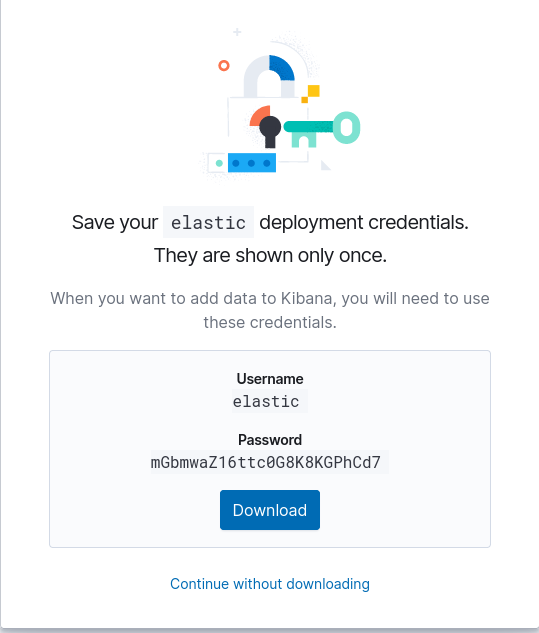 Save your elastic deployment credentials.
They are shown only once.
When you want to add data to Kibana, you will need to use
these credentials.
Username
elastic
Password
mGbmwaZ16ttc0G8K8KGPhCd7
Download
Continue without downloading